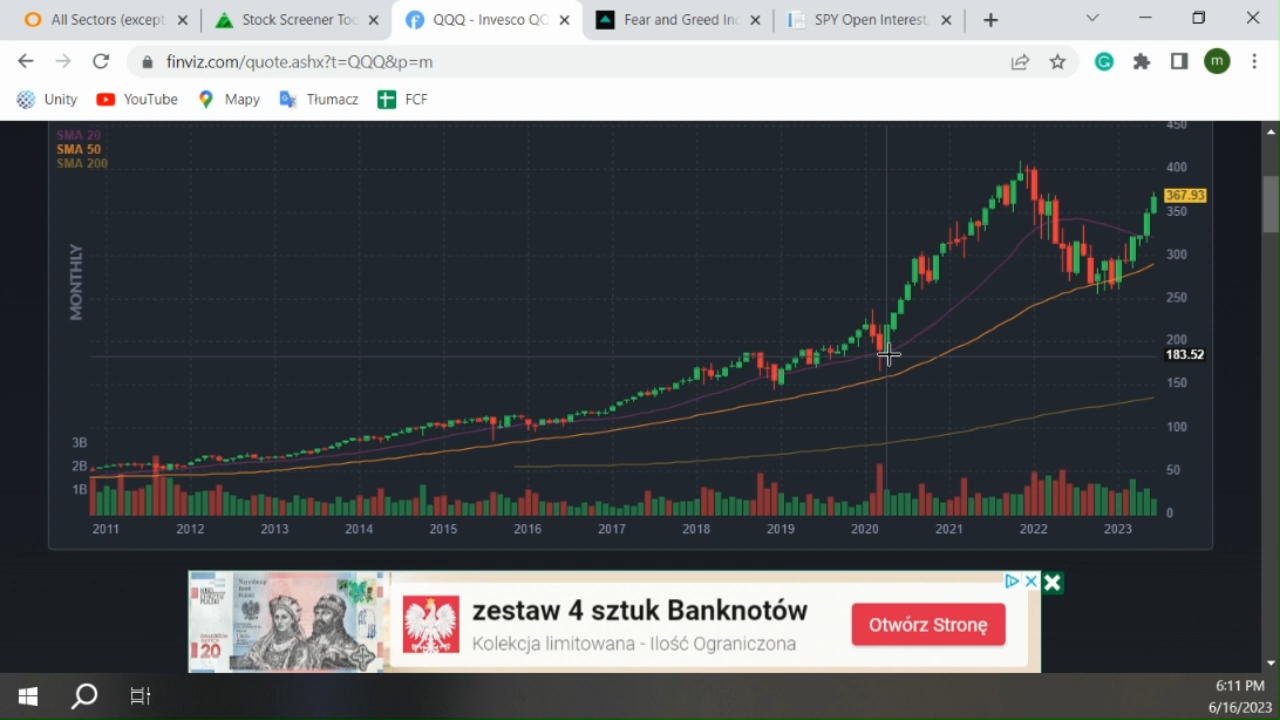 All Sectors (except
Stock Screener Too
QQQ - Invesco QQ
Fear and Greed Ind
SPY Open Interest,
finviz.com/quote.ashx?t=QQQ&p=m
m
Unity
YouTube
Mapy
Tłumacz
FCF
SMA 20
SMA 50
SMA 200
MONTHLY
450
400
367.93
350
300
250
200
183.52
150
100
50
0
3B
2B
1B
2011 2012 2013 2014 2015 2016 2017 2018 2019 2020 2021 2022 2023
20
zestaw 4 sztuk Banknotów
Kolekcja limitowana - Ilość Ograniczona
Otwórz Stronę
6:11 PM
6/16/2023